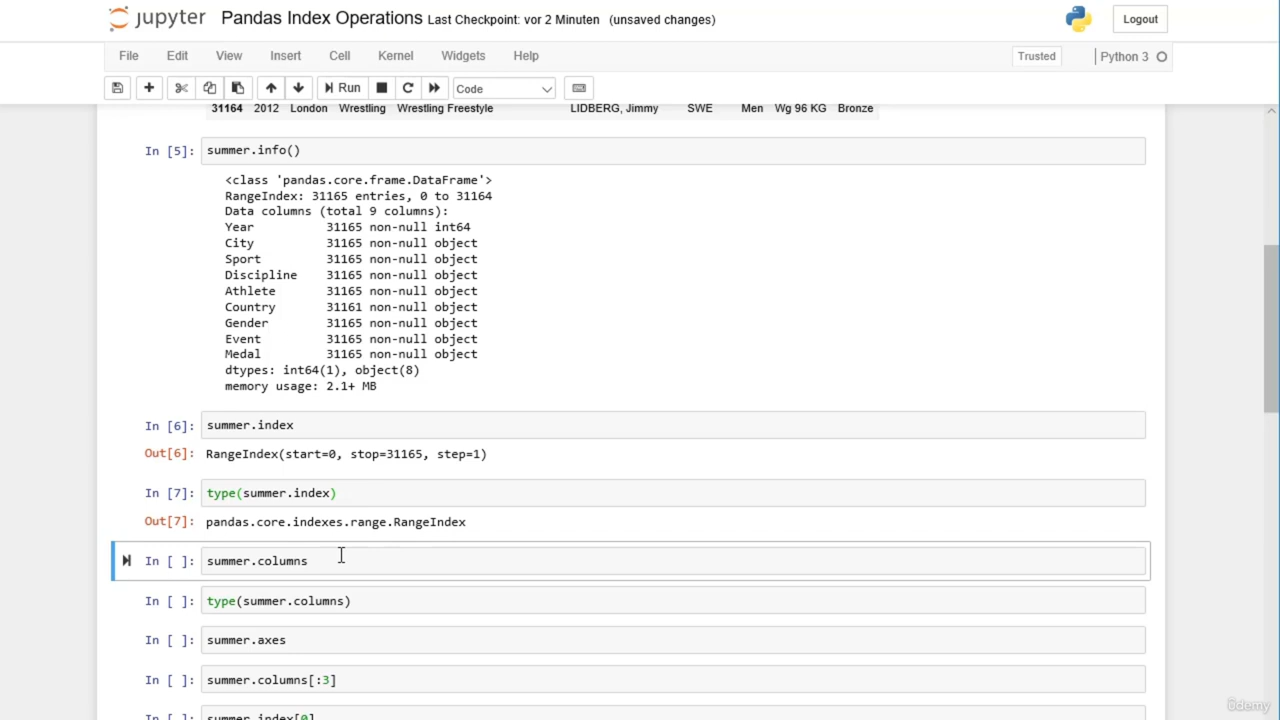 jupyter Pandas Index Operations Last Checkpoint: vor 2 Minuten (unsaved changes) Logout
File Edit View Insert Cell Kernel Widgets Help Trusted Python 3
Run Code
31164 2012 London Wrestling Wrestling Freestyle LIDBERG, Jimmy SWE Men Wg 96 KG Bronze
In [5]: summer.info()
<class 'pandas.core.frame.DataFrame'>
RangeIndex: 31165 entries, 0 to 31164
Data columns (total 9 columns):
Year 31165 non-null int64
City 31165 non-null object
Sport 31165 non-null object
Discipline 31165 non-null object
Athlete 31165 non-null object
Country 31161 non-null object
Gender 31165 non-null object
Event 31165 non-null object
Medal 31165 non-null object
dtypes: int64(1), object(8)
memory usage: 2.1+ MB
In [6]: summer.index
Out[6]: RangeIndex(start=0, stop=31165, step=1)
In [7]: type(summer.index)
Out[7]: pandas.core.indexes.range.RangeIndex
In [ ]: summer.columns
In [ ]: type(summer.columns)
In [ ]: summer.axes
In [ ]: summer.columns[:3]
In [ ]: summer.index[0]
ûdemy